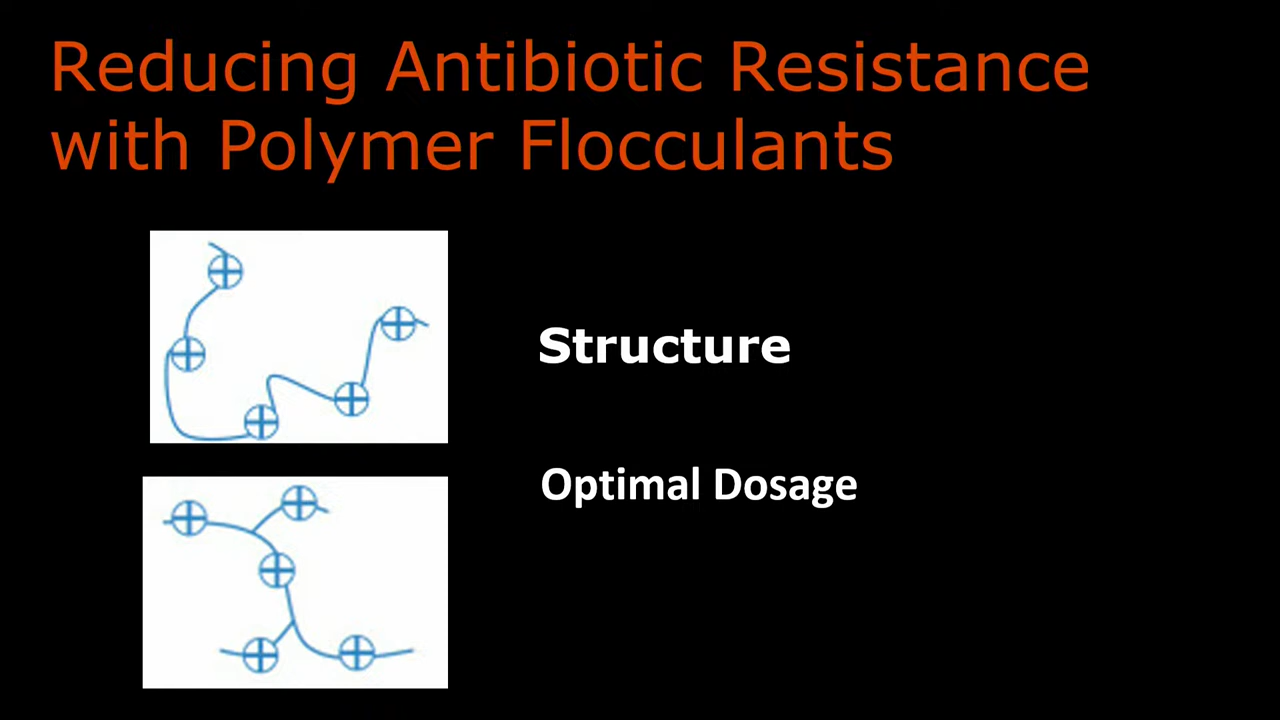 Reducing Antibiotic Resistance
with Polymer Flocculants
Structure
Optimal Dosage